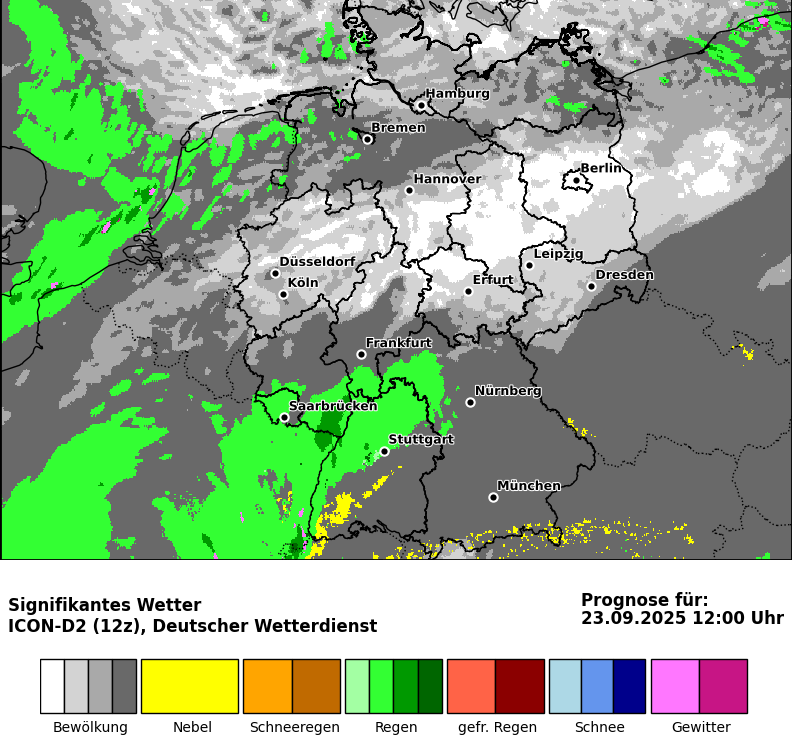 Hamburg
Bremen
Berlin
Hannover
Leipzig
Düsseldorf
Dresden
Köln
Erfurt
Frankfurt
Nürnberg
Saarbrücken
Stuttgart
München
Signifikantes Wetter
ICON-D2 (12z), Deutscher Wetterdienst
Prognose für:
23.09.2025 12:00 Uhr
Bewölkung
Nebel
Schneeregen
Regen
gefr. Regen
Schnee
Gewitter